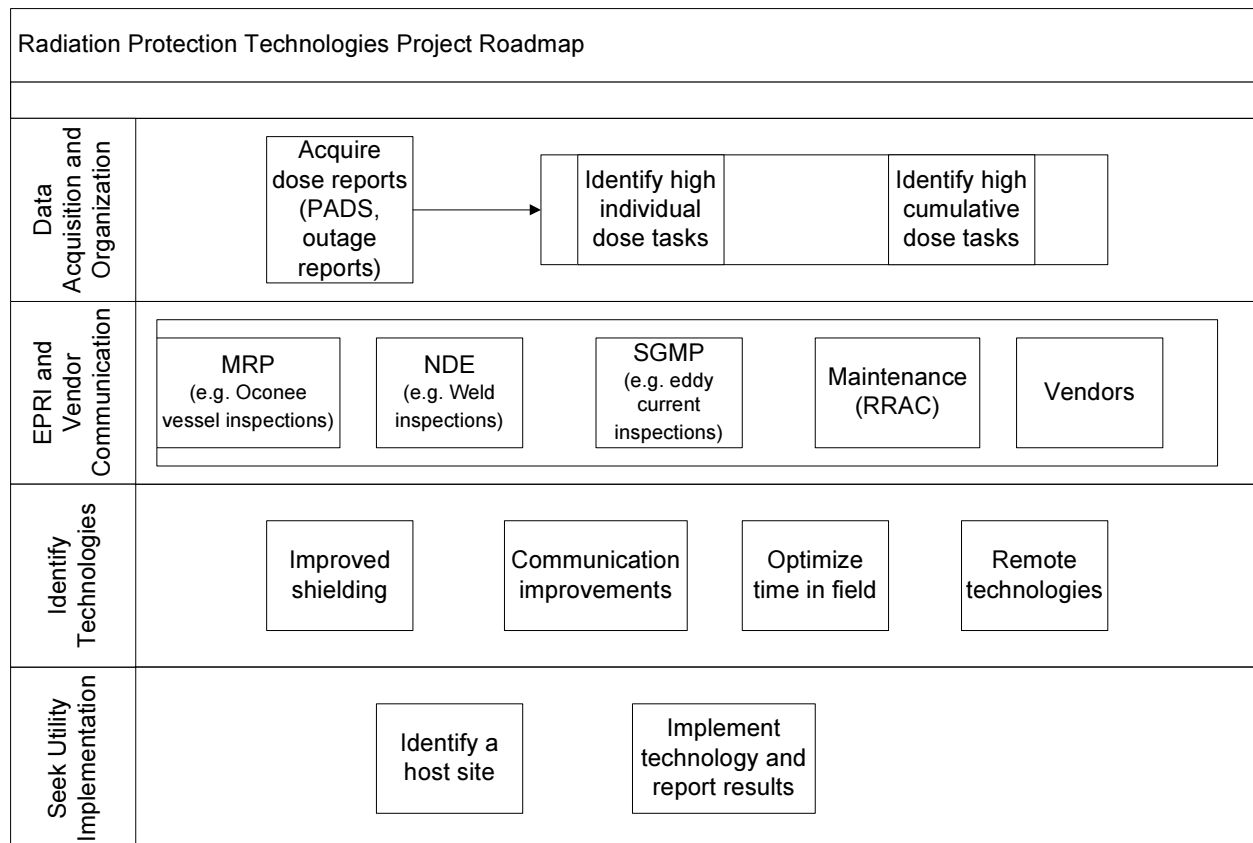 Radiation Protection Technologies Project Roadmap
Data
Acquisition and
Organization
Acquire
dose reports
(PADS,
outage
reports)
Identify high
individual
dose tasks
Identify high
cumulative
dose tasks
EPRI and
Vendor
Communication
MRP
(e.g. Oconee
vessel inspections)
NDE
(e.g. Weld
inspections)
SGMP
(e.g. eddy
current
inspections)
Maintenance
(RRAC)
Vendors
Identify
Technologies
Improved
shielding
Communication
improvements
Optimize
time in field
Remote
technologies
Seek Utility
Implementation
Identify a
host site
Implement
technology and
report results